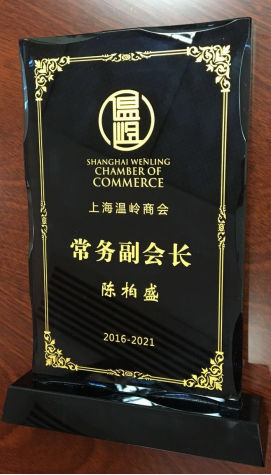 温岭
SHANGHAI WENLING
CHAMBER OF
COMMERCE
上海温岭商会
常务副会长
陈柏盛
2016-2021